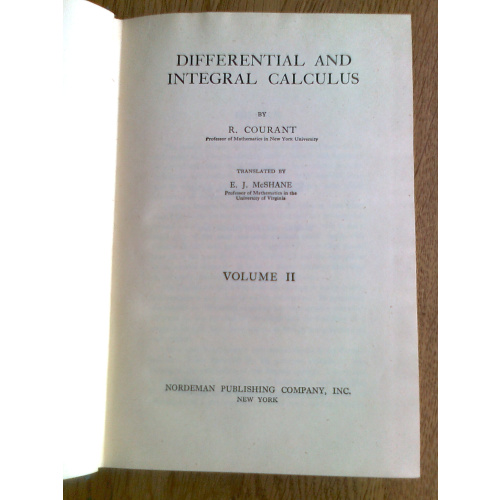 DIFFERENTIAL AND
INTEGRAL CALCULUS
BY
R. COURANT
Professor of Mathematics in New York University
TRANSLATED BY
E. J. McSHANE
Professor of Mathematics in the
University of Virginia
VOLUME II
NORDEMAN PUBLISHING COMPANY, INC.
NEW YORK